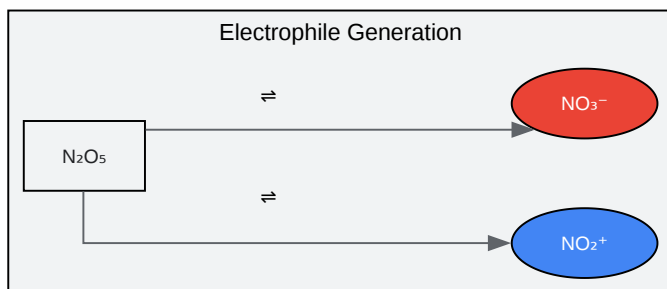 Electrophile Generation
⇌
NO₃⁻
N₂O₅
⇌
NO₂⁺